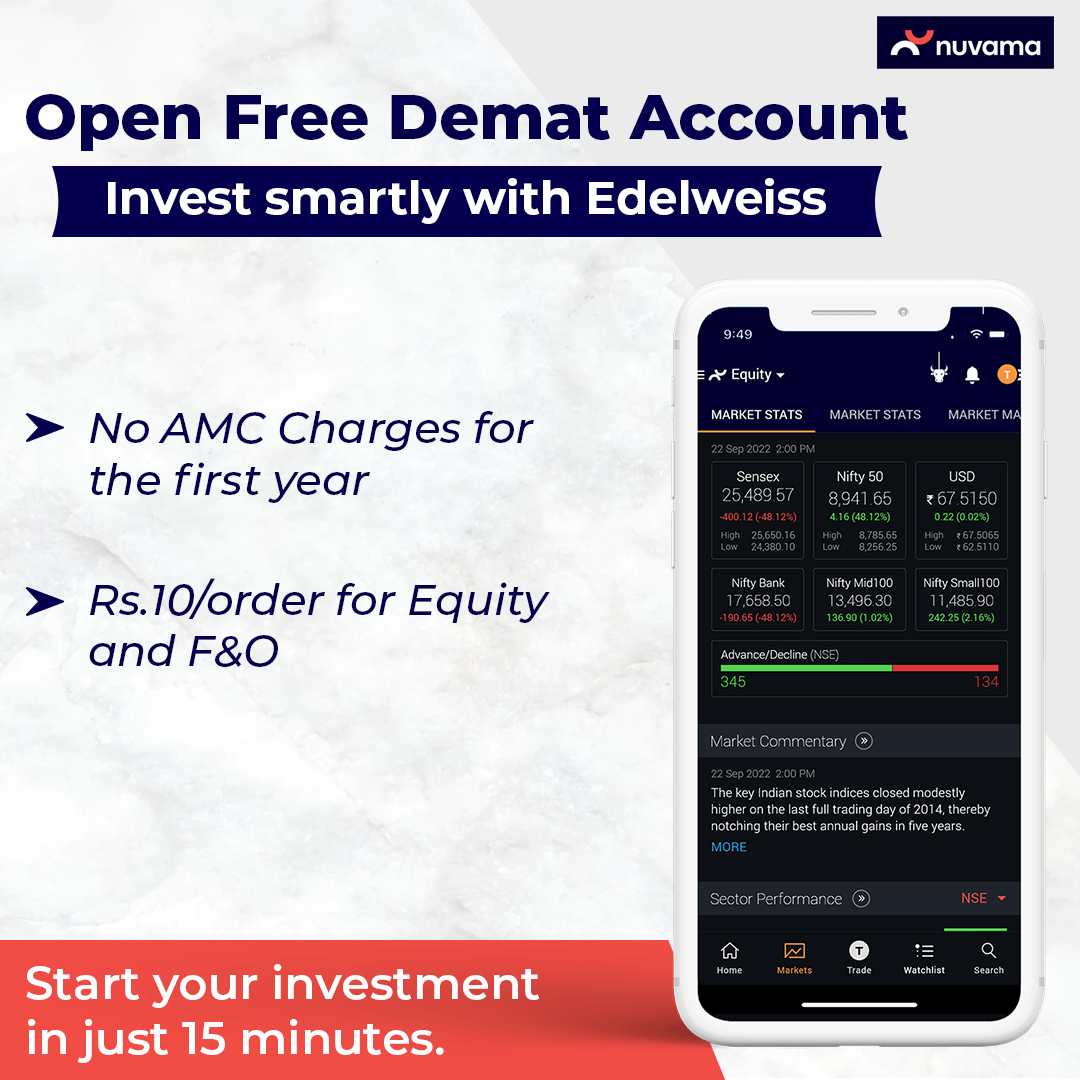 nuvama
Open Free Demat Account
Invest smartly with Edelweiss
No AMC Charges for
the first year
Rs.10/order for Equity
and F&O
Start your investment
in just 15 minutes.
9:49
Equity
T
MARKET STATS MARKET STATS MARKET MA
22 Sep 2022 2:00 PM
Sensex Nifty 50 USD
25,489.57 8,941.65 ₹ 67.5150
-400.12 (-48.12%) 4.16 (48.12%) 0.22 (0.02%)
High 25,650.16 High 8,785.65 High ₹ 67.5065
Low 24,380.10 Low 8,256.25 Low ₹ 62.5110
Nifty Bank Nifty Mid100 Nifty Small100
17,658.50 13,496.30 11,485.90
-190.65 (-48.12%) 136.90 (1.02%) 242.25 (2.16%)
Advance/Decline (NSE)
345 134
Market Commentary
22 Sep 2022 2:00 PM
The key Indian stock indices closed modestly
higher on the last full trading day of 2014, thereby
notching their best annual gains in five years.
MORE
Sector Performance NSE
T
Home Markets Trade Watchlist Search